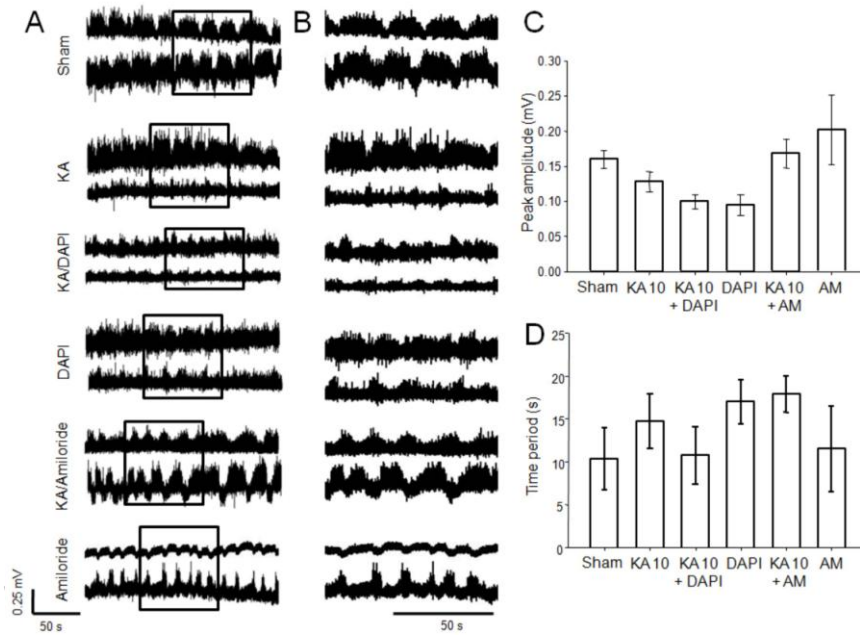 A
B
Sham
KA
KA/DAPI
DAPI
KA/Amiloride
Amiloride
0.25 mV
50 s
50 s
C
Peak amplitude (mV)
0.30
0.25
0.20
0.15
0.10
0.05
0.00
Sham KA 10 KA 10 DAPI KA 10 AM
+ DAPI + AM
D
Time period (s)
25
20
15
10
5
0
Sham KA 10 KA 10 DAPI KA 10 AM
+ DAPI + AM